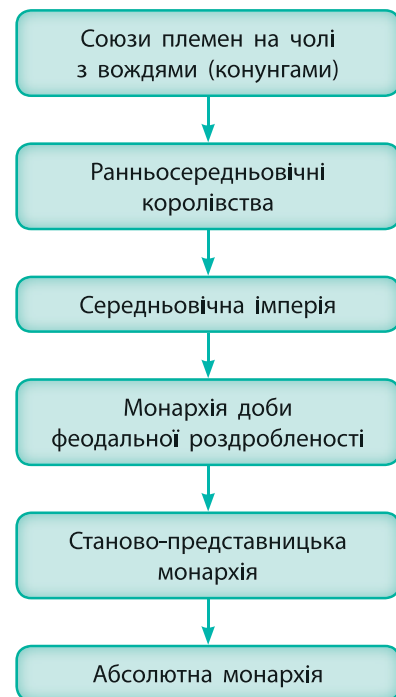 Союзи племен на чолі
з вождями (конунгами)
Ранньосередньовічні
королівства
Середньовічна імперія
Монархія доби
феодальної роздробленості
Станово-представницька
монархія
Абсолютна монархія